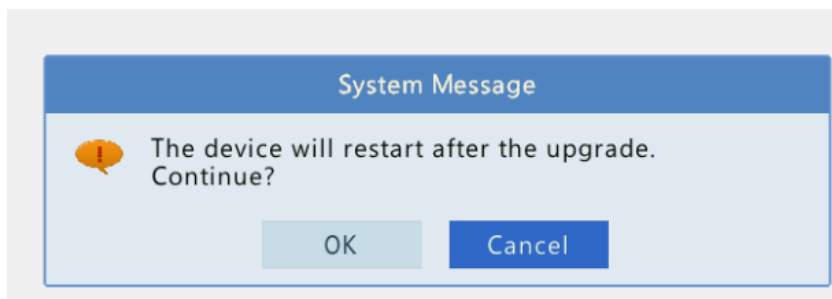 System Message
The device will restart after the upgrade.
Continue?
OK
Cancel